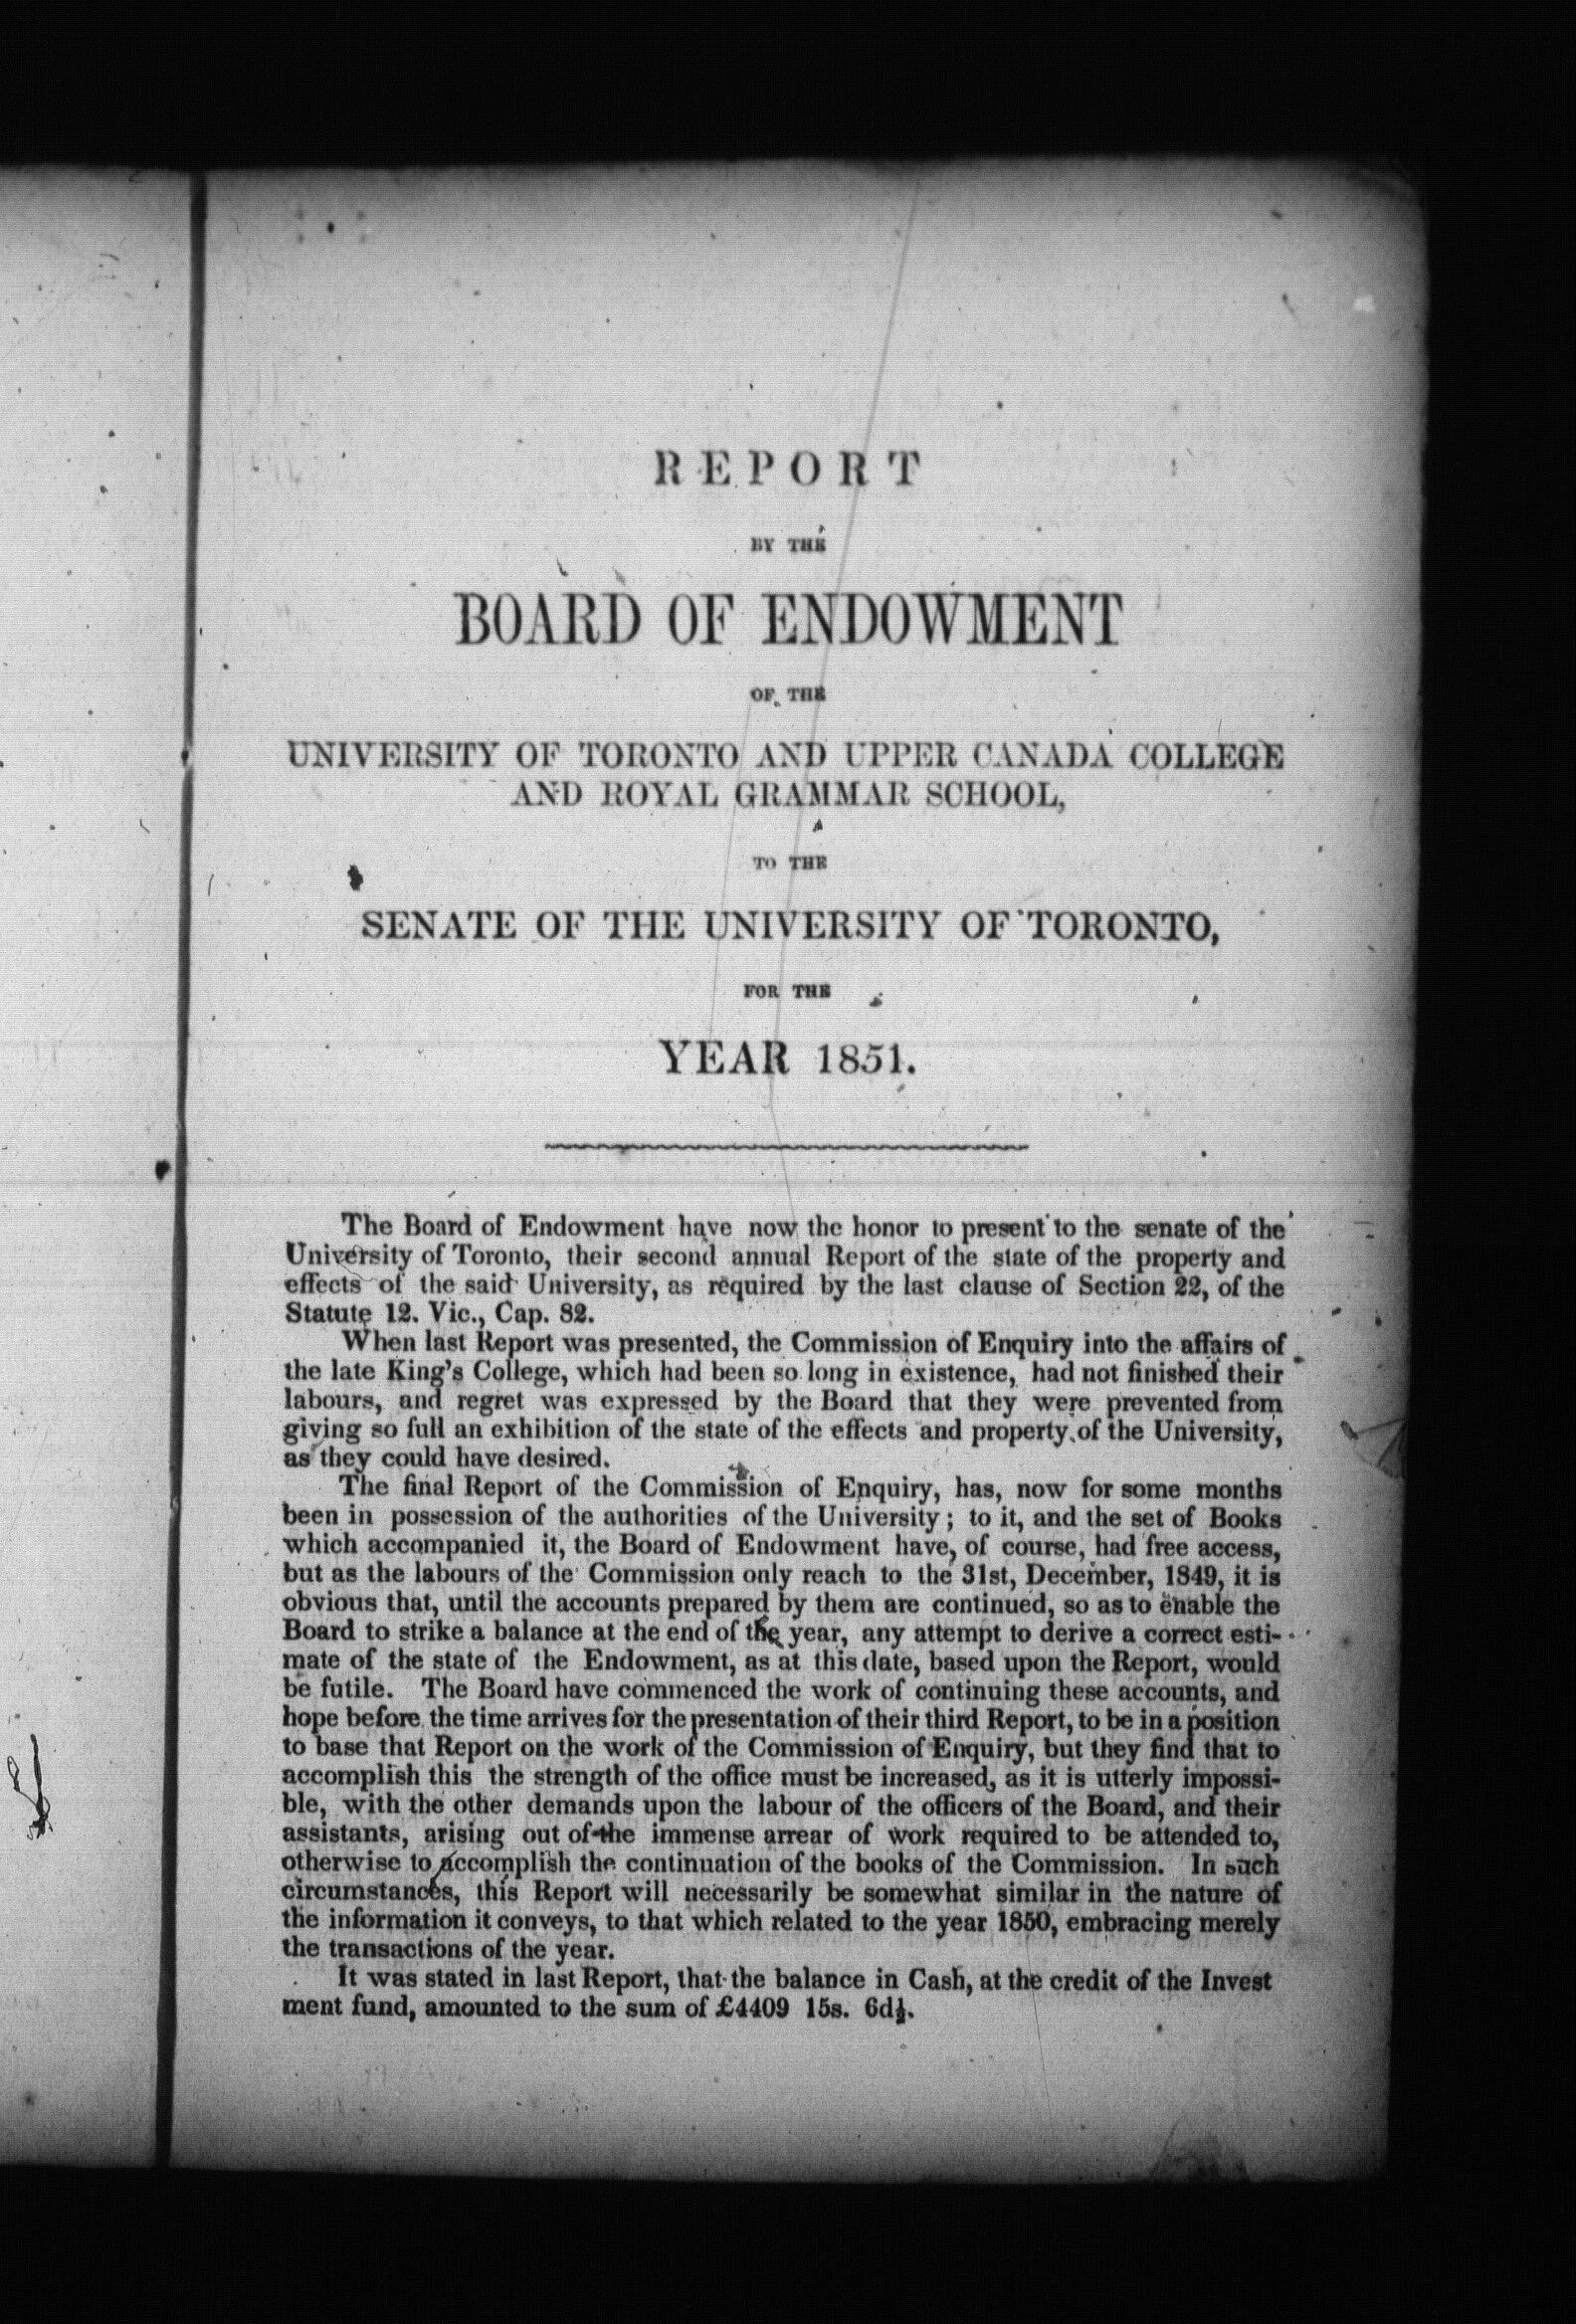 REPORT
BY THE
BOARD OF ENDOWMENT
OF THE
UNIVERSITY OF TORONTO AND UPPER CANADA COLLEGE
AND ROYAL GRAMMAR SCHOOL,
TO THE
SENATE OF THE UNIVERSITY OF TORONTO,
FOR THE
YEAR 1851.
The Board of Endowment have now the honor to present to the senate of the
University of Toronto, their second annual Report of the state of the property and
effects of the said University, as required by the last clause of Section 22, of the
Statute 12. Vic., Cap. 82.
When last Report was presented, the Commission of Enquiry into the affairs of
the late King's College, which had been so long in existence, had not finished their
labours, and regret was expressed by the Board that they were prevented from
giving so full an exhibition of the state of the effects and property of the University,
as they could have desired.
The final Report of the Commission of Enquiry, has, now for some months
been in possession of the authorities of the University; to it, and the set of Books
which accompanied it, the Board of Endowment have, of course, had free access,
but as the labours of the Commission only reach to the 31st, December, 1849, it is
obvious that, until the accounts prepared by them are continued, so as to enable the
Board to strike a balance at the end of the year, any attempt to derive a correct esti-
mate of the state of the Endowment, as at this date, based upon the Report, would
be futile. The Board have commenced the work of continuing these accounts, and
hope before the time arrives for the presentation of their third Report, to be in a position
to base that Report on the work of the Commission of Enquiry, but they find that to
accomplish this the strength of the office must be increased, as it is utterly impossi-
ble, with the other demands upon the labour of the officers of the Board, and their
assistants, arising out of the immense arrear of work required to be attended to,
otherwise to accomplish the continuation of the books of the Commission. In such
circumstances, this Report will necessarily be somewhat similar in the nature of
the information it conveys, to that which related to the year 1850, embracing merely
the transactions of the year.
It was stated in last Report, that the balance in Cash, at the credit of the Invest
ment fund, amounted to the sum of £4409 15s. 6d½.